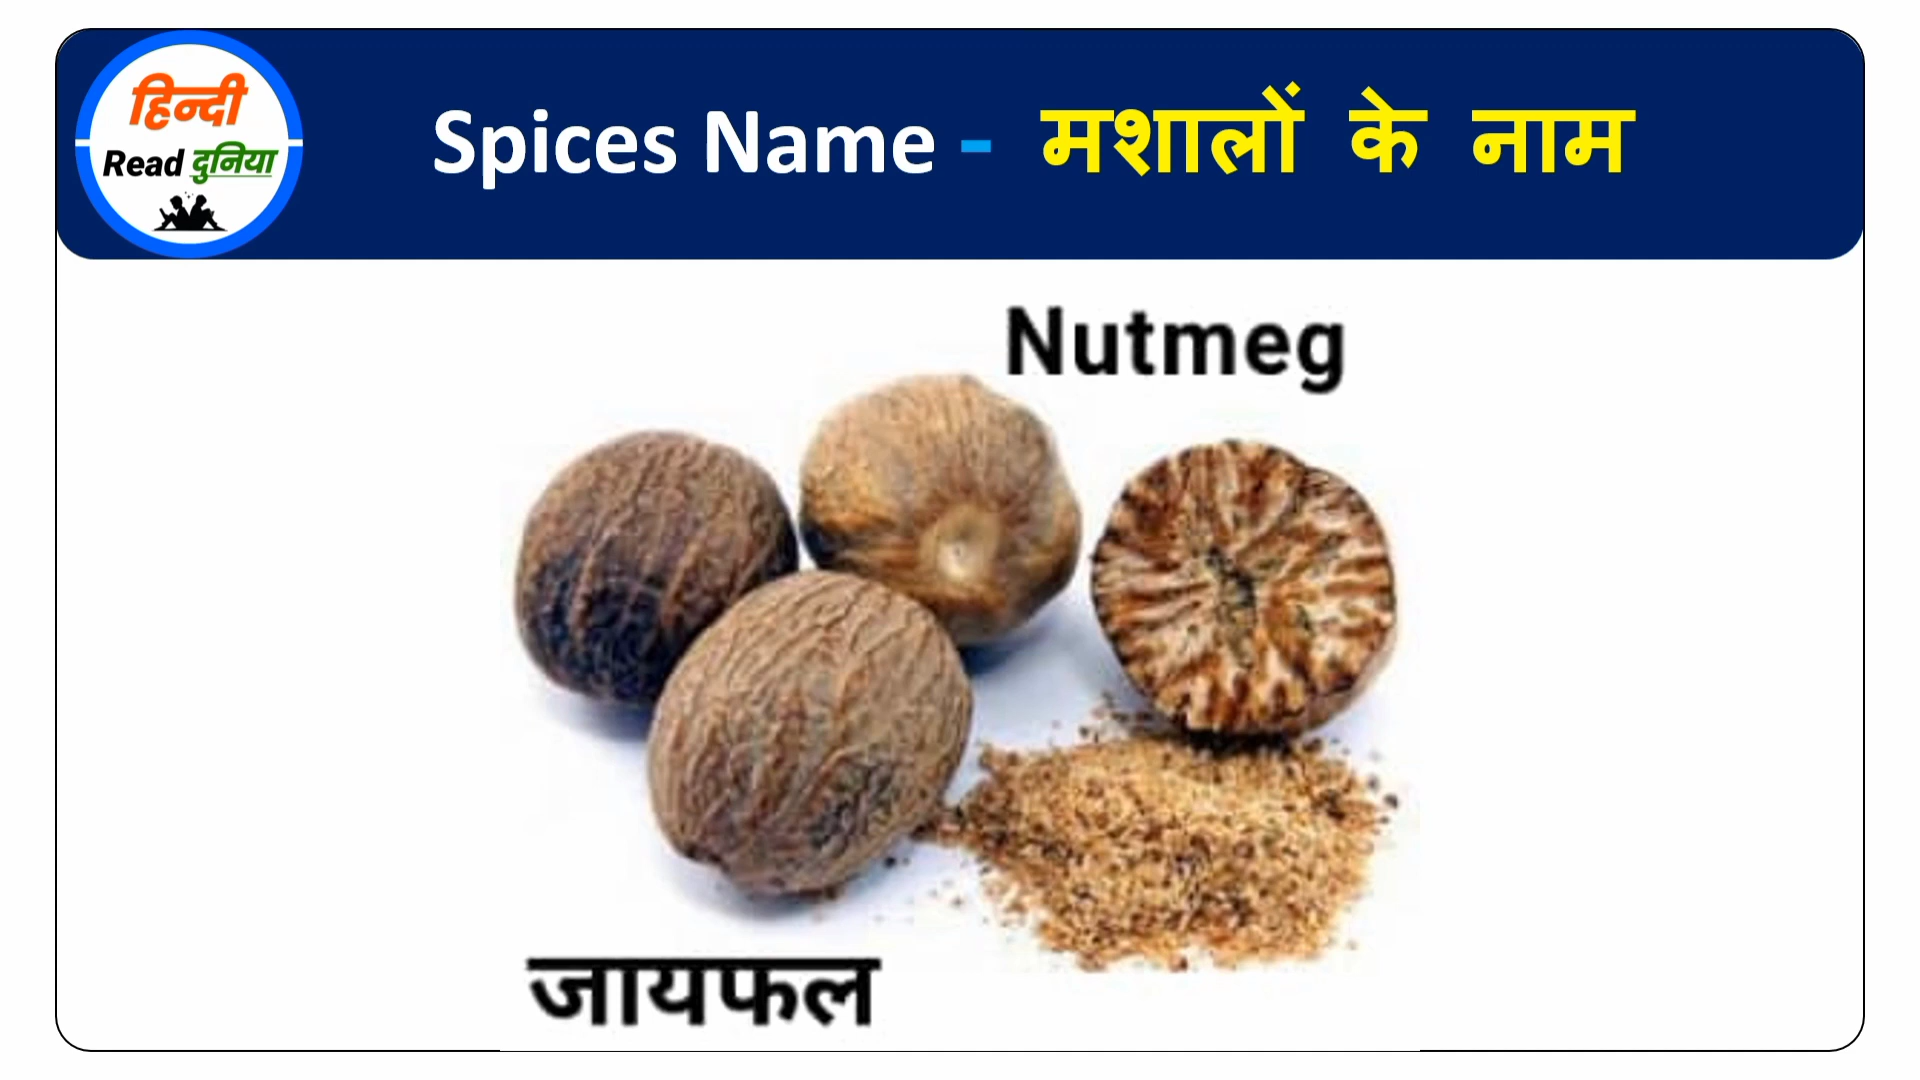 हिन्दी
Read दुनिया
Spices Name - मशालों के नाम
Nutmeg
जायफल